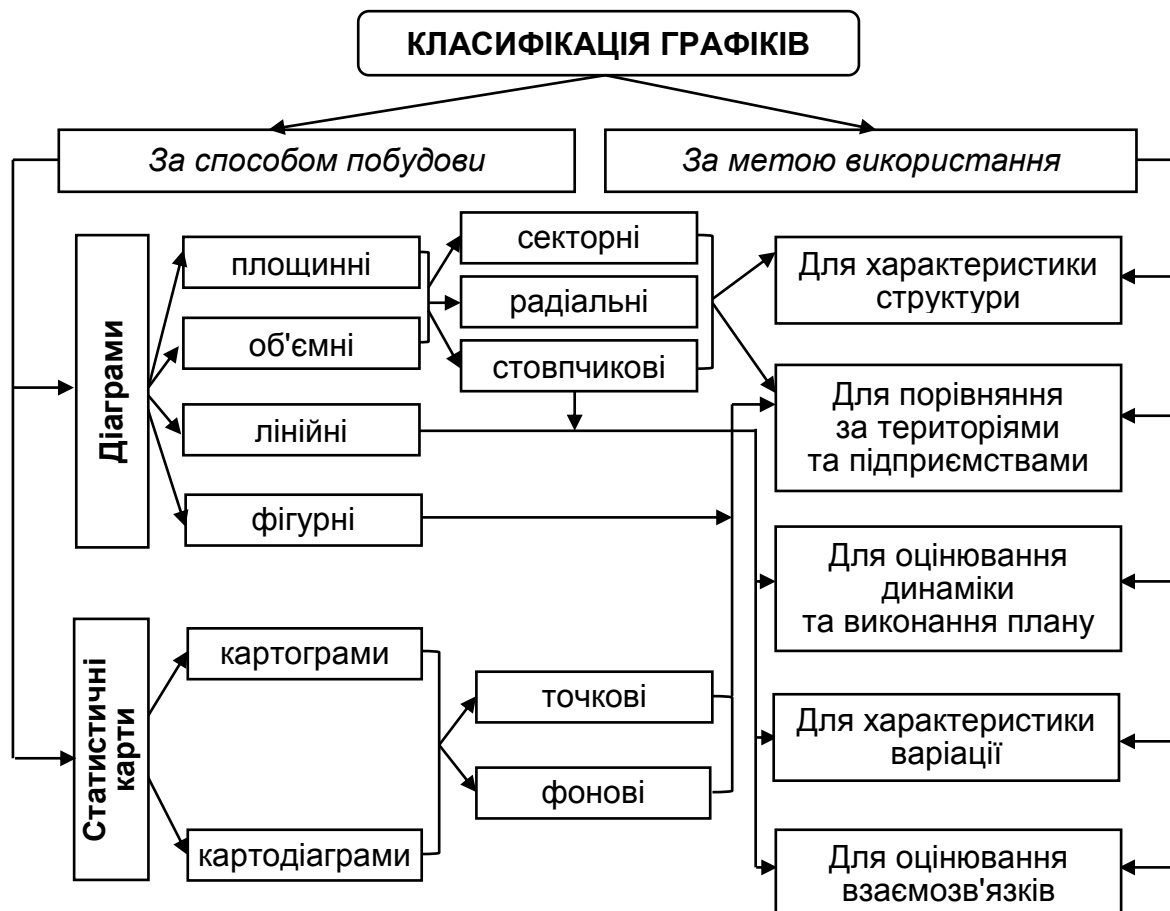 КЛАСИФІКАЦІЯ ГРАФІКІВ
За способом побудови
За метою використання
Діаграми
площинні
об'ємні
лінійні
фігурні
секторні
радіальні
стовпчикові
Для характеристики
структури
Для порівняння
за територіями
та підприємствами
Для оцінювання
динаміки
та виконання плану
Статистичні
карти
картограми
картодіаграми
точкові
фонові
Для характеристики
варіації
Для оцінювання
взаємозв'язків